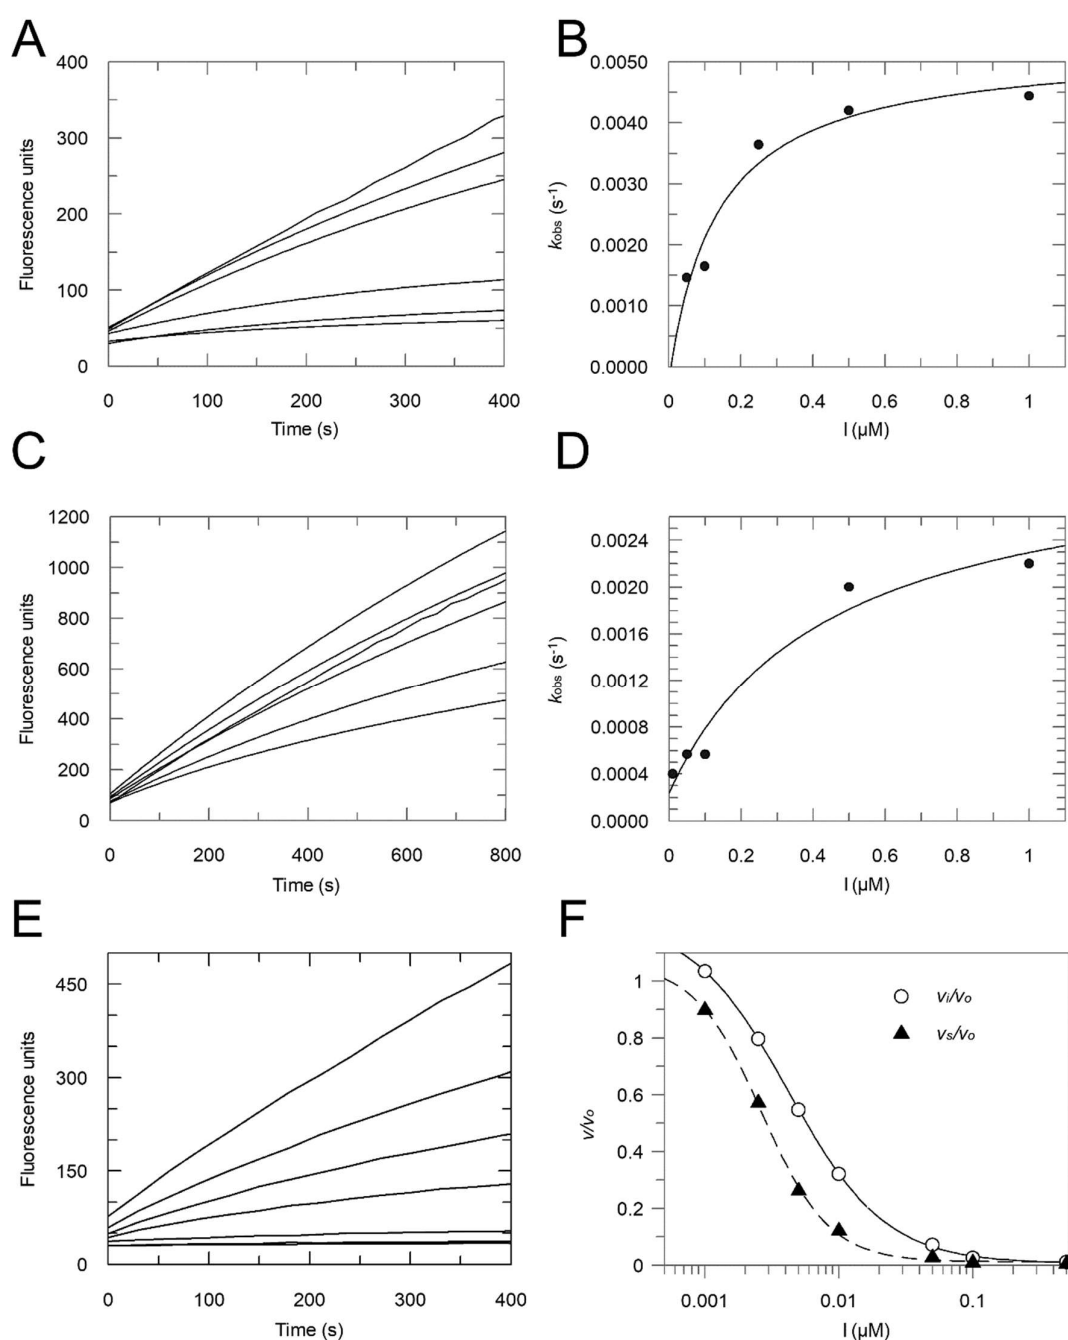 A
400
300
200
100
0
Fluorescence units
0 100 200 300 400
Time (s)
B
0.0050
0.0040
0.0030
0.0020
0.0010
0.0000
kobs (s-1)
0 0.2 0.4 0.6 0.8 1
I (µM)
C
1200
1000
800
600
400
200
0
Fluorescence units
0 200 400 600 800
Time (s)
D
0.0024
0.0020
0.0016
0.0012
0.0008
0.0004
0.0000
kobs (s-1)
0 0.2 0.4 0.6 0.8 1
I (µM)
E
450
300
150
0
Fluorescence units
0 100 200 300 400
Time (s)
F
1
0.8
0.6
0.4
0.2
0
v/vo
vi/vo
vs/vo
0.001 0.01 0.1
I (µM)